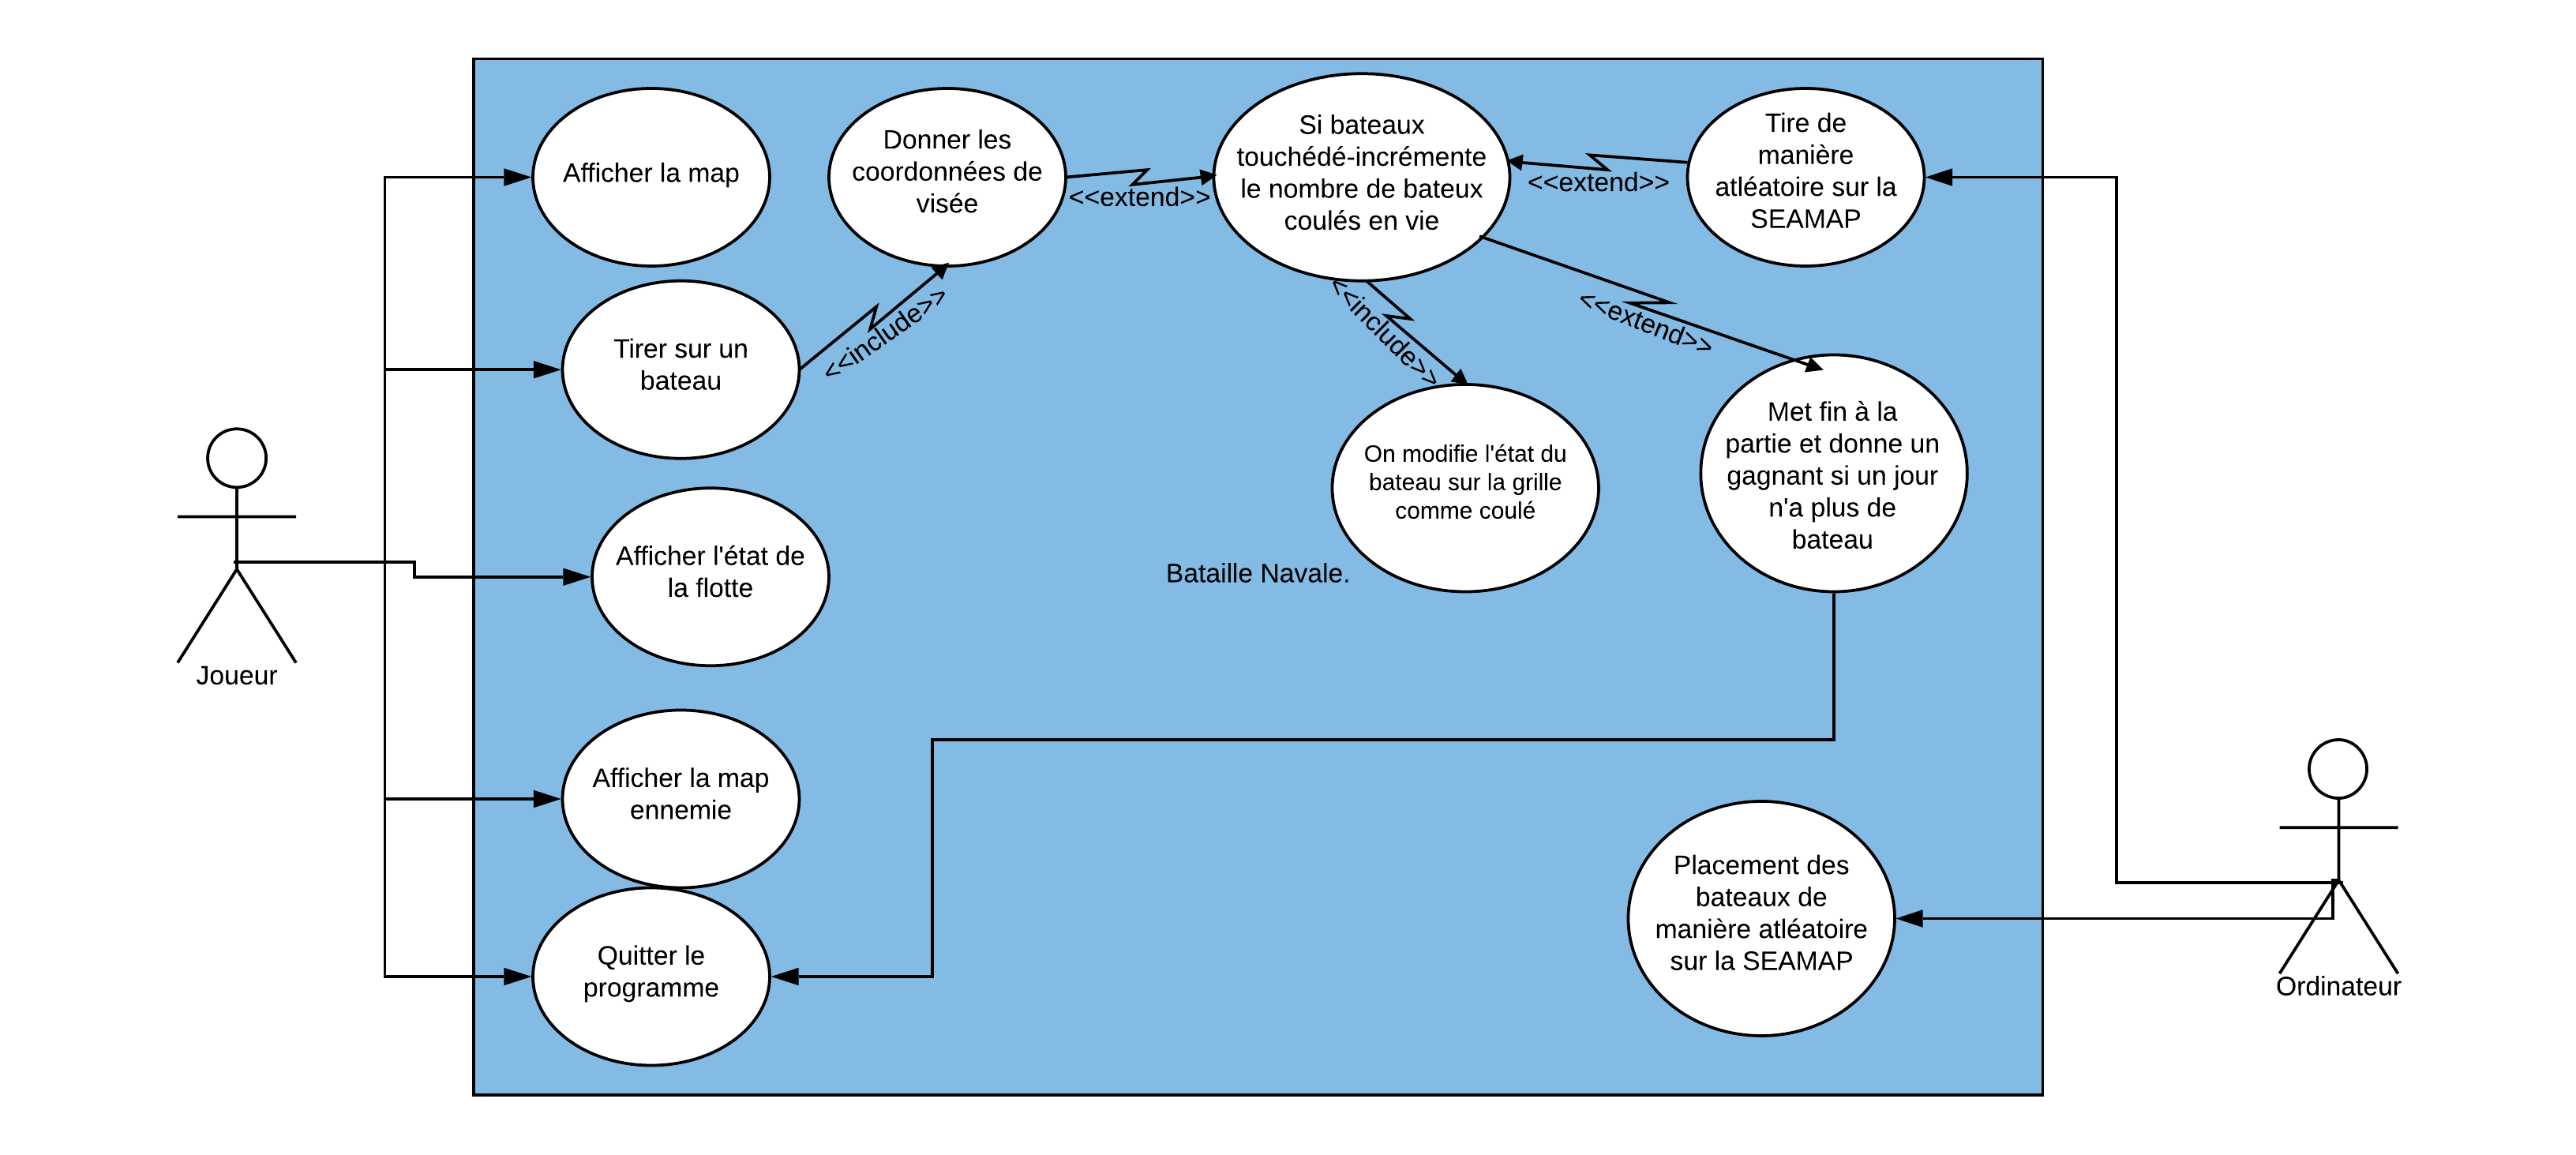 Afficher la map
Donner les
coordonnées de
visée
<<extend>>
Si bateaux
touchédé-incrémente
le nombre de bateux
coulés en vie
<<extend>>
Tire de
manière
atléatoire sur la
SEAMAP
Tirer sur un
bateau
<<include>>
<<include>>
<<extend>>
On modifie l'état du
bateau sur la grille
comme coulé
Met fin à la
partie et donne un
gagnant si un jour
n'a plus de
bateau
Afficher l'état de
la flotte
Bataille Navale.
Joueur
Afficher la map
ennemie
Placement des
bateaux de
manière atléatoire
sur la SEAMAP
Quitter le
programme
Ordinateur